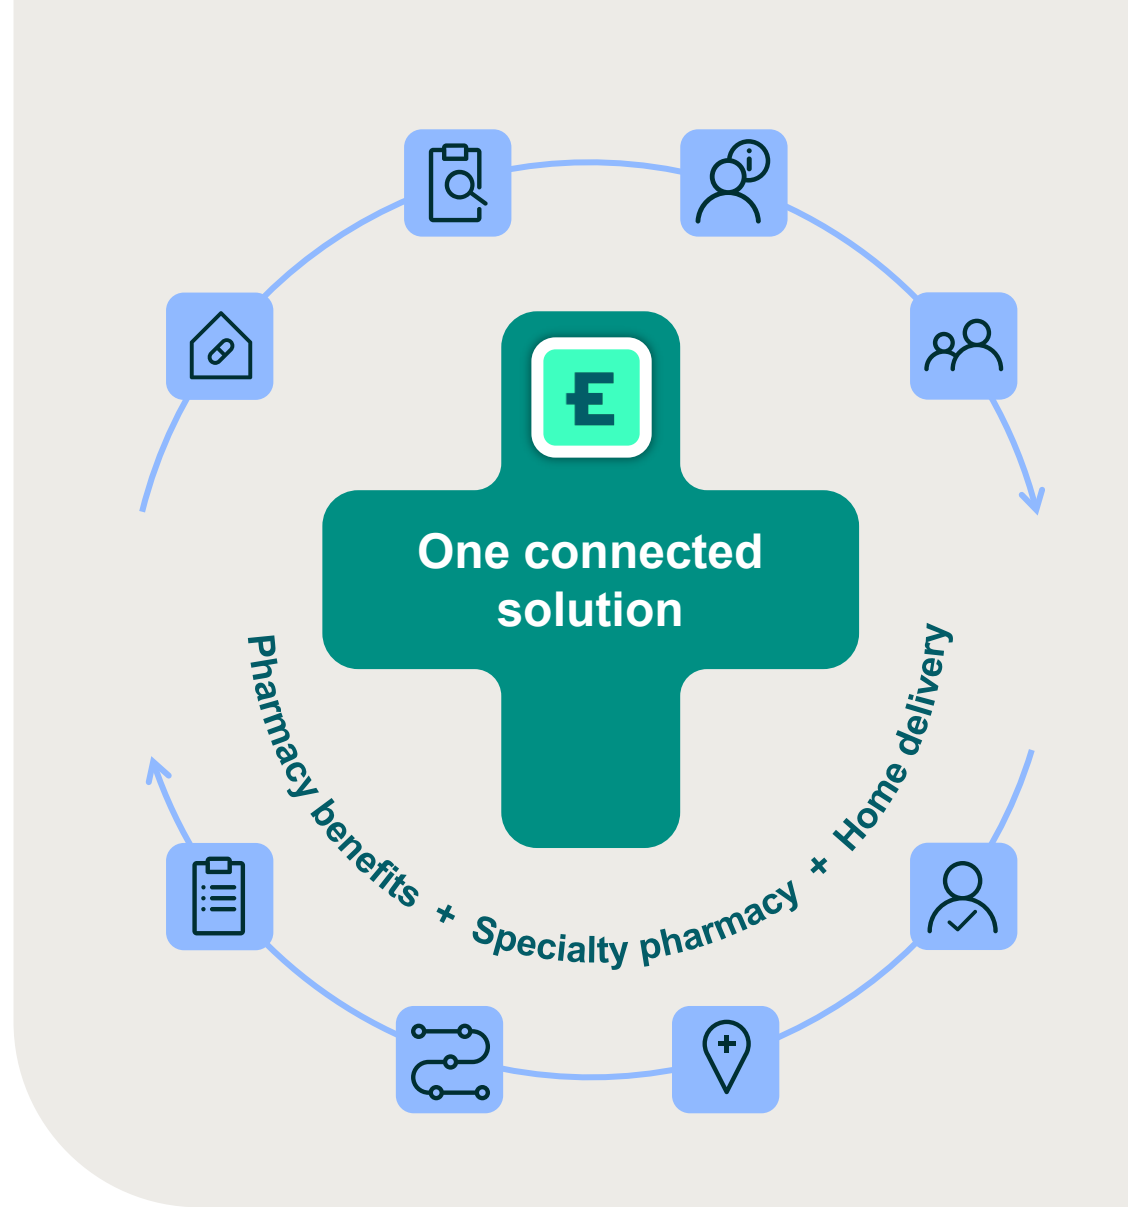 E
One connected
solution
Pharmacy benefits + Specialty pharmacy + Home delivery